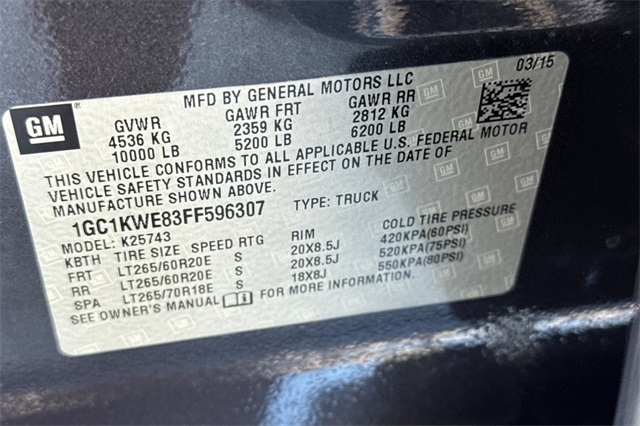 03/15
GM
MFD BY GENERAL MOTORS LLC
GVWR GAWR FRT GAWR RR
4536 KG 2359 KG 2812 KG
10000 LB 5200 LB 6200 LB
THIS VEHICLE CONFORMS TO ALL APPLICABLE U.S. FEDERAL MOTOR
VEHICLE SAFETY STANDARDS IN EFFECT ON THE DATE OF
MANUFACTURE SHOWN ABOVE.
1GC1KWE83FF596307 TYPE: TRUCK
MODEL: K25743
KBTH TIRE SIZE SPEED RTG RIM COLD TIRE PRESSURE
FRT LT265/60R20E S 20X8.5J 420KPA(60PSI)
RR LT265/60R20E S 20X8.5J 520KPA(75PSI)
SPA LT265/70R18E S 18X8J 550KPA(80PSI)
SEE OWNER'S MANUAL FOR MORE INFORMATION.